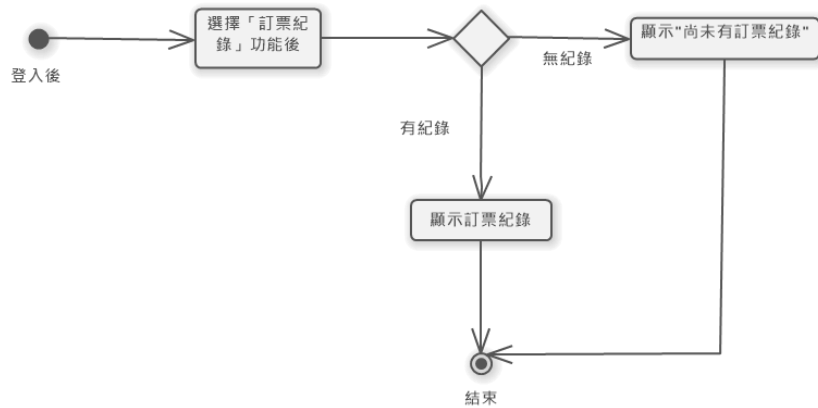 選擇「訂票紀
錄」功能後
顯示"尚未有訂票紀錄"
登入後
無紀錄
有紀錄
顯示訂票紀錄
結束